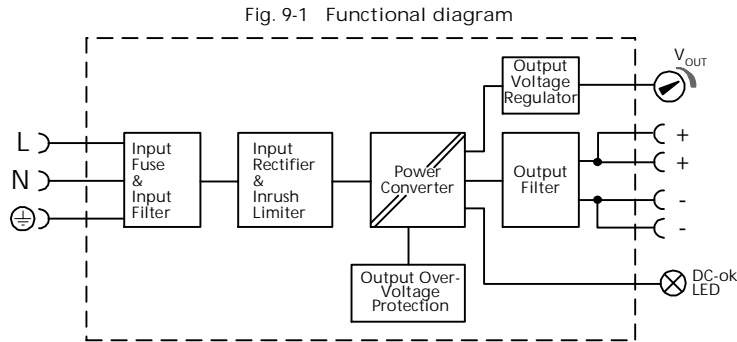 Fig. 9-1 Functional diagram
Output
Voltage
Regulator
VOUT
L
N
Input
Fuse
&
Input
Filter
Input
Rectifier
&
Inrush
Limiter
Power
Converter
Output
Filter
+
+
-
-
Output Over-
Voltage
Protection
DC-ok
LED